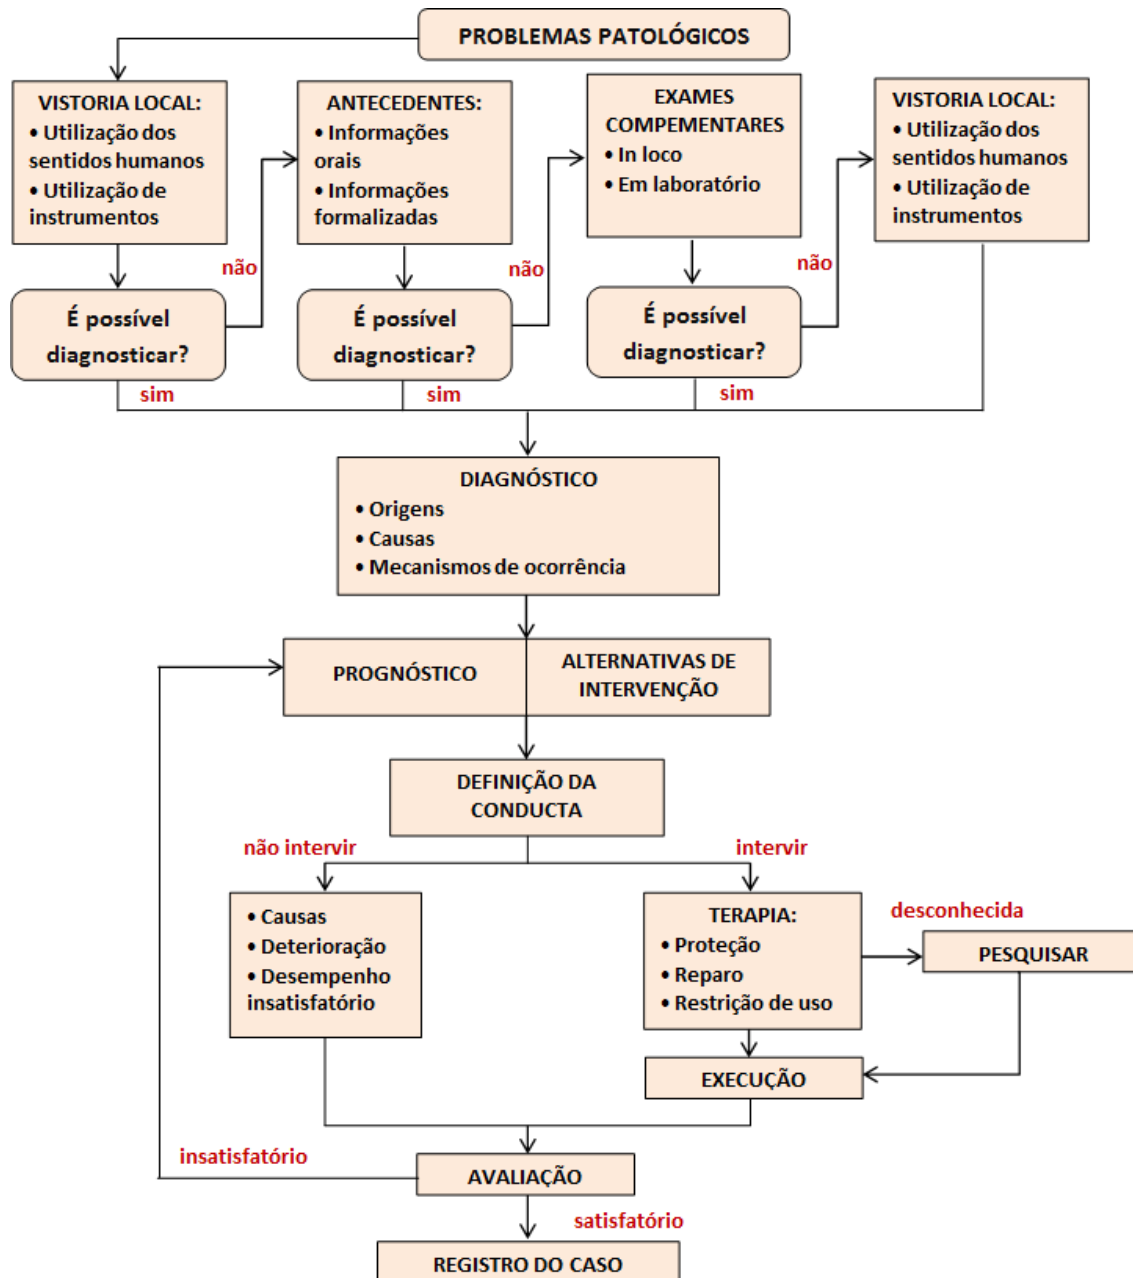 PROBLEMAS PATOLÓGICOS
VISTORIA LOCAL:
• Utilização dos
sentidos humanos
• Utilização de
instrumentos
ANTECEDENTES:
• Informações
orais
• Informações
formalizadas
EXAMES
COMPEMENTARES
• In loco
• Em laboratório
VISTORIA LOCAL:
• Utilização dos
sentidos humanos
• Utilização de
instrumentos
não
não
não
É possível
diagnosticar?
É possível
diagnosticar?
É possível
diagnosticar?
sim
sim
sim
DIAGNÓSTICO
• Origens
• Causas
• Mecanismos de ocorrência
PROGNÓSTICO
ALTERNATIVAS DE
INTERVENÇÃO
DEFINIÇÃO DA
CONDUCTA
não intervir
intervir
• Causas
• Deterioração
• Desempenho
insatisfatório
TERAPIA:
• Proteção
• Reparo
• Restrição de uso
desconhecida
PESQUISAR
EXECUÇÃO
insatisfatório
AVALIAÇÃO
satisfatório
REGISTRO DO CASO